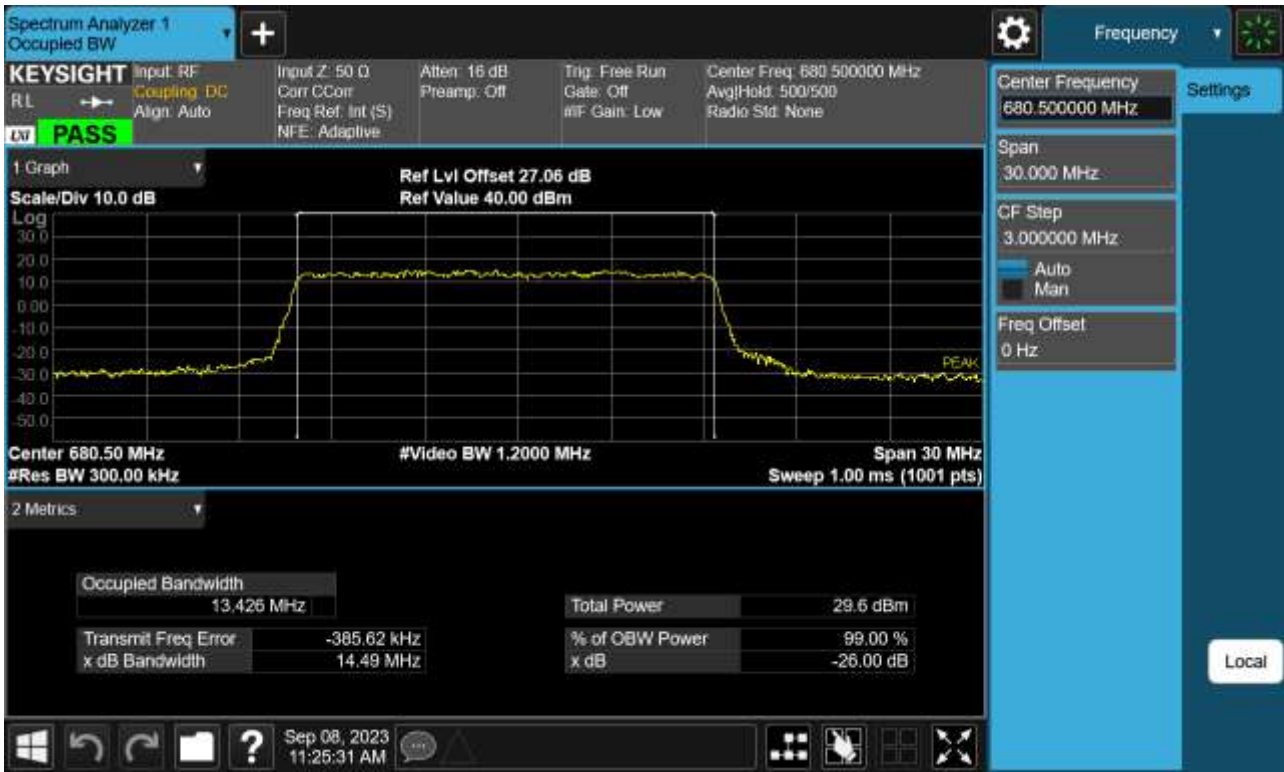 Spectrum Analyzer 1
Occupied BW
+
Frequency
KEYSIGHT
RL
LXI
PASS
Input: RF
Coupling: DC
Align: Auto
Input Z: 50 Ω
Corr CCorr
Freq Ref: Int (S)
NFE: Adaptive
Atten: 16 dB
Preamp: Off
Trig: Free Run
Gate: Off
#IF Gain: Low
Center Freq: 680.500000 MHz
Avg|Hold: 500/500
Radio Std: None
Center Frequency
680.500000 MHz
Settings
Span
30.000 MHz
CF Step
3.000000 MHz
Auto
Man
Freq Offset
0 Hz
1 Graph
Scale/Div 10.0 dB
Ref Lvl Offset 27.06 dB
Ref Value 40.00 dBm
Log
30.0
20.0
10.0
0.00
-10.0
-20.0
-30.0
-40.0
-50.0
PEAK
Center 680.50 MHz
#Video BW 1.2000 MHz
Span 30 MHz
#Res BW 300.00 kHz
Sweep 1.00 ms (1001 pts)
2 Metrics
Occupied Bandwidth
13.426 MHz
Total Power 29.6 dBm
Transmit Freq Error -385.62 kHz
% of OBW Power 99.00 %
x dB Bandwidth 14.49 MHz
x dB -26.00 dB
Local
?
Sep 08, 2023
11:25:31 AM